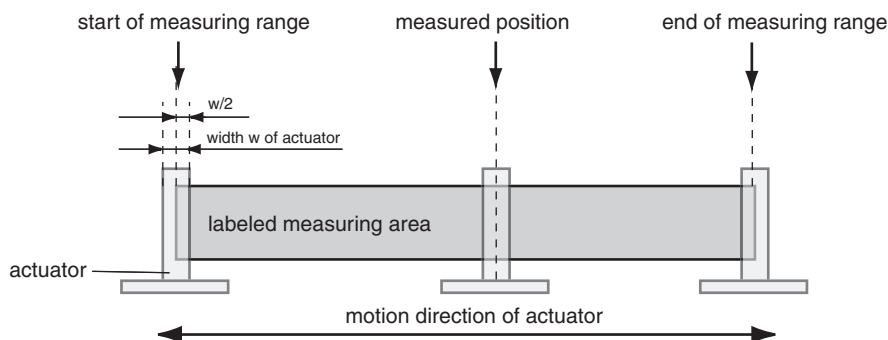 start of measuring range
measured position
end of measuring range
w/2
width w of actuator
labeled measuring area
actuator
motion direction of actuator